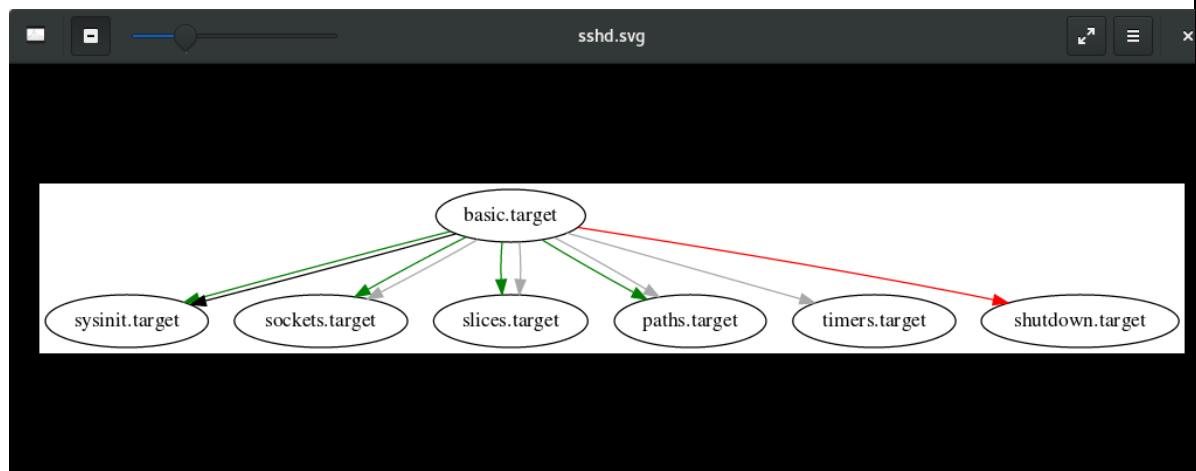 sshd.svg
basic.target
sysinit.target
sockets.target
slices.target
paths.target
timers.target
shutdown.target